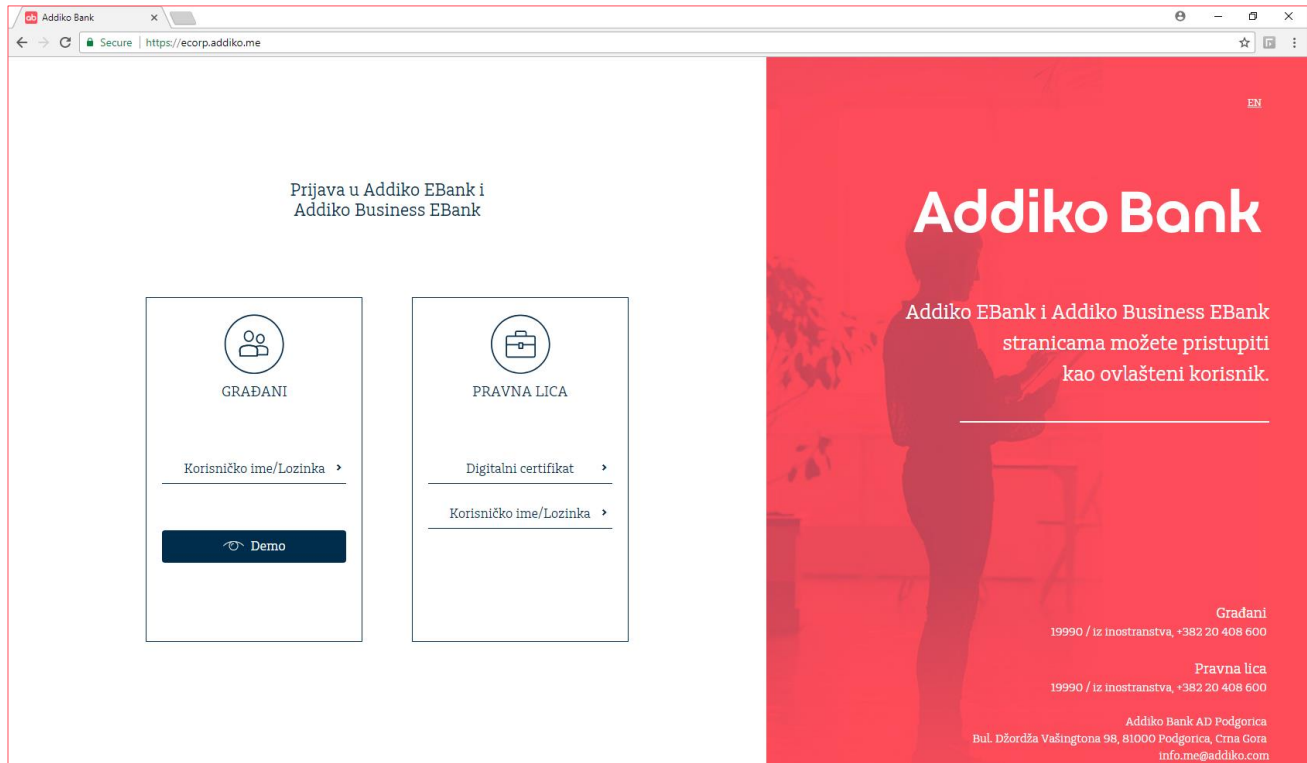 Addiko Bank
Secure | https://ecorp.addiko.me
EN
Prijava u Addiko EBank i
Addiko Business EBank
GRAĐANI
Korisničko ime/Lozinka
Demo
PRAVNA LICA
Digitalni certifikat
Korisničko ime/Lozinka
Addiko Bank
Addiko EBank i Addiko Business EBank
stranicama možete pristupiti
kao ovlašteni korisnik.
Građani
19990 / iz inostranstva, +382 20 408 600
Pravna lica
19990 / iz inostranstva, +382 20 408 600
Addiko Bank AD Podgorica
Bul. Džordža Vašingtona 98, 81000 Podgorica, Crna Gora
info.me@addiko.com